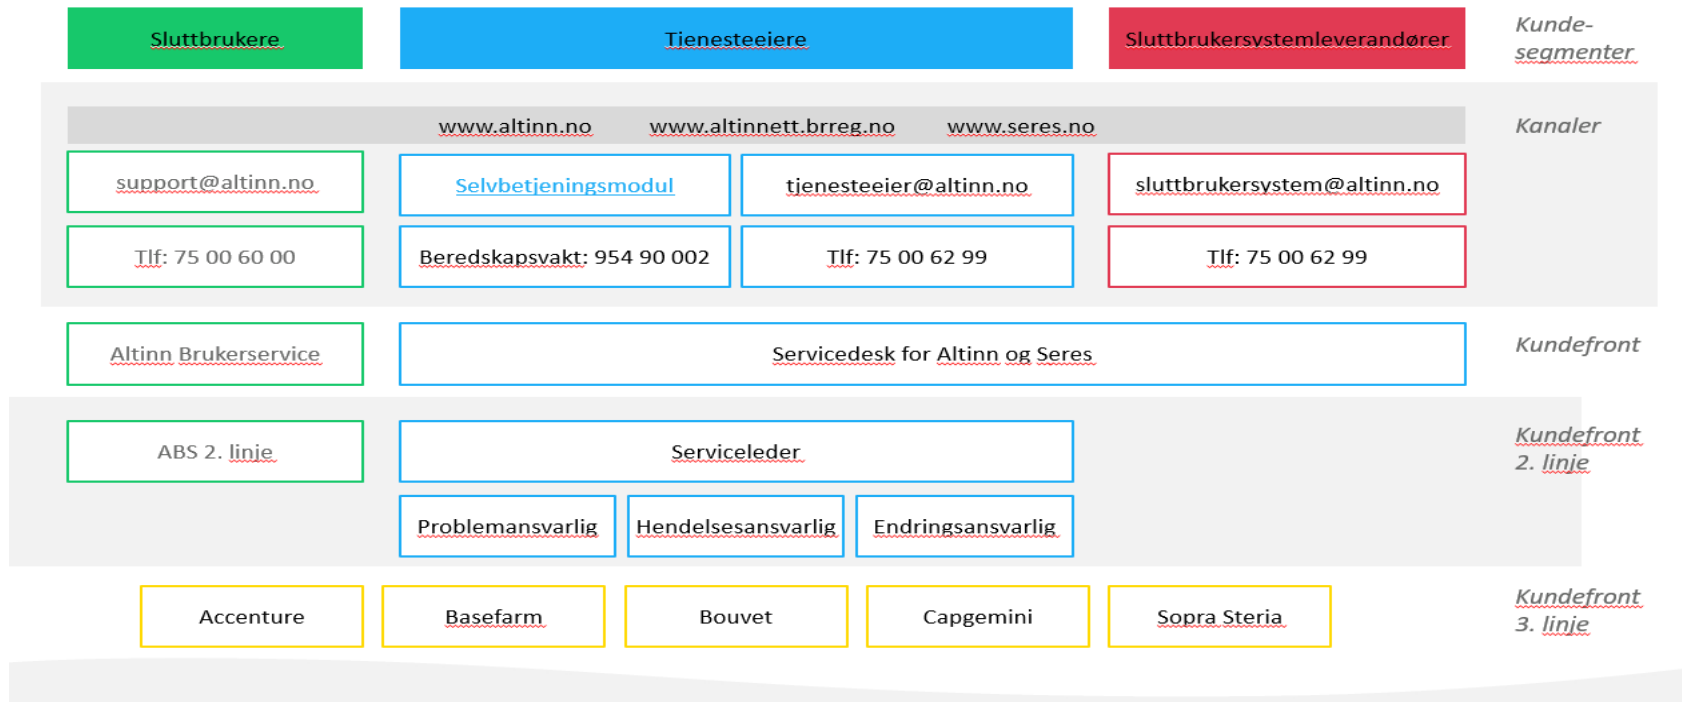 Sluttbrukere
Tjenesteeiere
Sluttbrukersystemleverandører
Kunde-
segmenter
www.altinn.no www.altinnett.brreg.no www.seres.no
Kanaler
support@altinn.no
Selvbetjeningsmodul
tjenesteeier@altinn.no
sluttbrukersystem@altinn.no
Tlf: 75 00 60 00
Beredskapsvakt: 954 90 002
Tlf: 75 00 62 99
Tlf: 75 00 62 99
Altinn Brukerservice
Servicedesk for Altinn og Seres
Kundefront
ABS 2. linje
Serviceleder
Kundefront
2. linje
Problemansvarlig
Hendelsesansvarlig
Endringsansvarlig
Accenture
Basefarm
Bouvet
Capgemini
Sopra Steria
Kundefront
3. linje